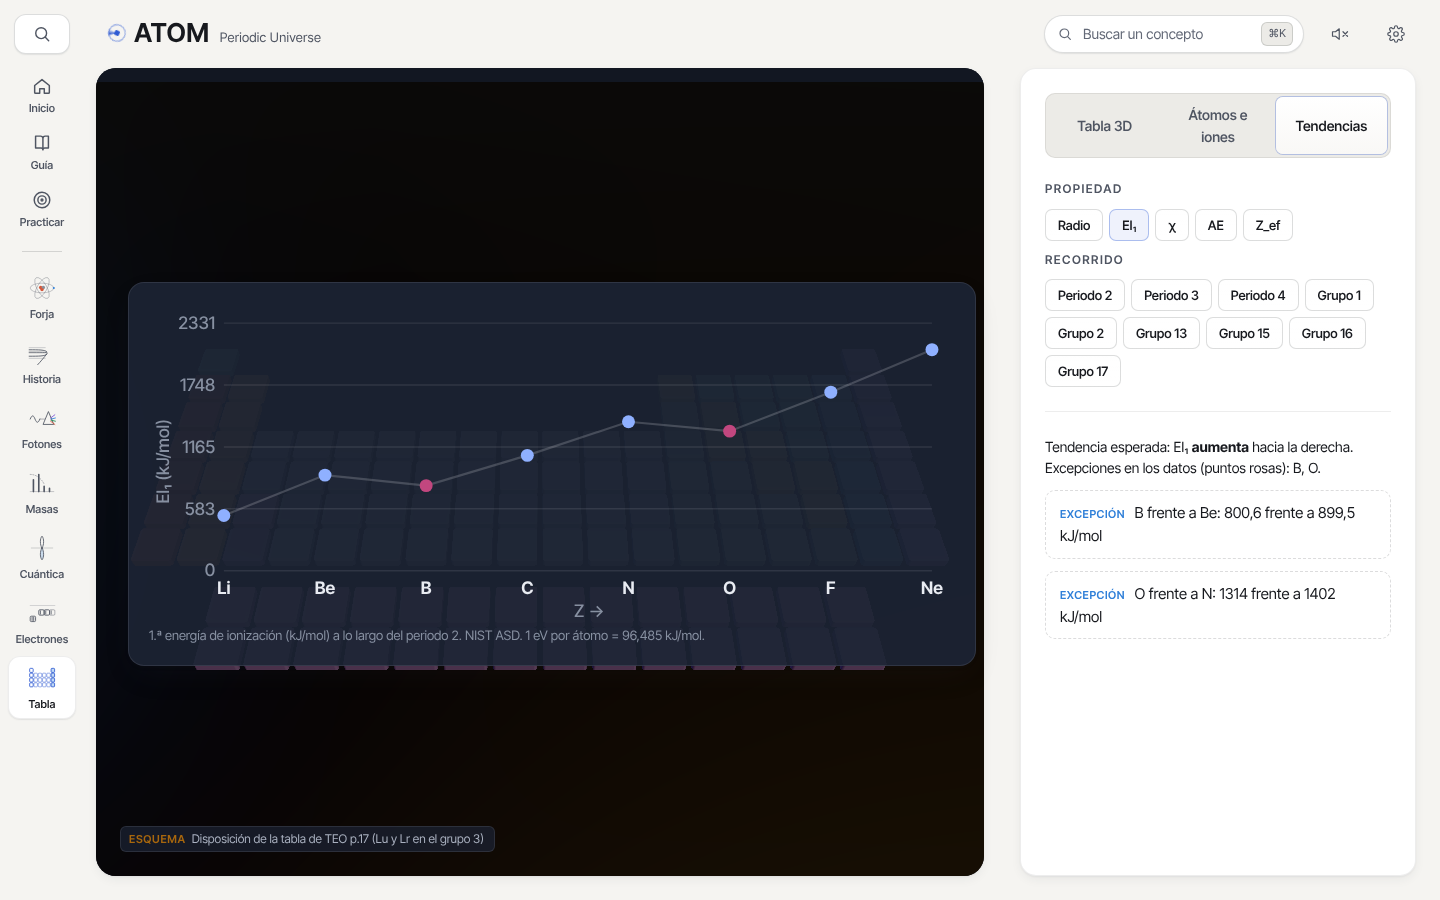 ATOM Periodic Universe
Buscar un concepto ⌘K
Inicio
Guía
Practicar
Forja
Historia
Fotones
Masas
Cuántica
Electrones
Tabla
2331
1748
1165
583
0
EI₁ (kJ/mol)
Li Be B C N O F Ne
Z →
1.ª energía de ionización (kJ/mol) a lo largo del periodo 2. NIST ASD. 1 eV por átomo = 96,485 kJ/mol.
ESQUEMA Disposición de la tabla de TEO p.17 (Lu y Lr en el grupo 3)
Tabla 3D
Átomos e
iones
Tendencias
PROPIEDAD
Radio EI₁ χ AE Z_ef
RECORRIDO
Periodo 2 Periodo 3 Periodo 4 Grupo 1
Grupo 2 Grupo 13 Grupo 15 Grupo 16
Grupo 17
Tendencia esperada: EI₁ aumenta hacia la derecha.
Excepciones en los datos (puntos rosas): B, O.
EXCEPCIÓN B frente a Be: 800,6 frente a 899,5
kJ/mol
EXCEPCIÓN O frente a N: 1314 frente a 1402
kJ/mol